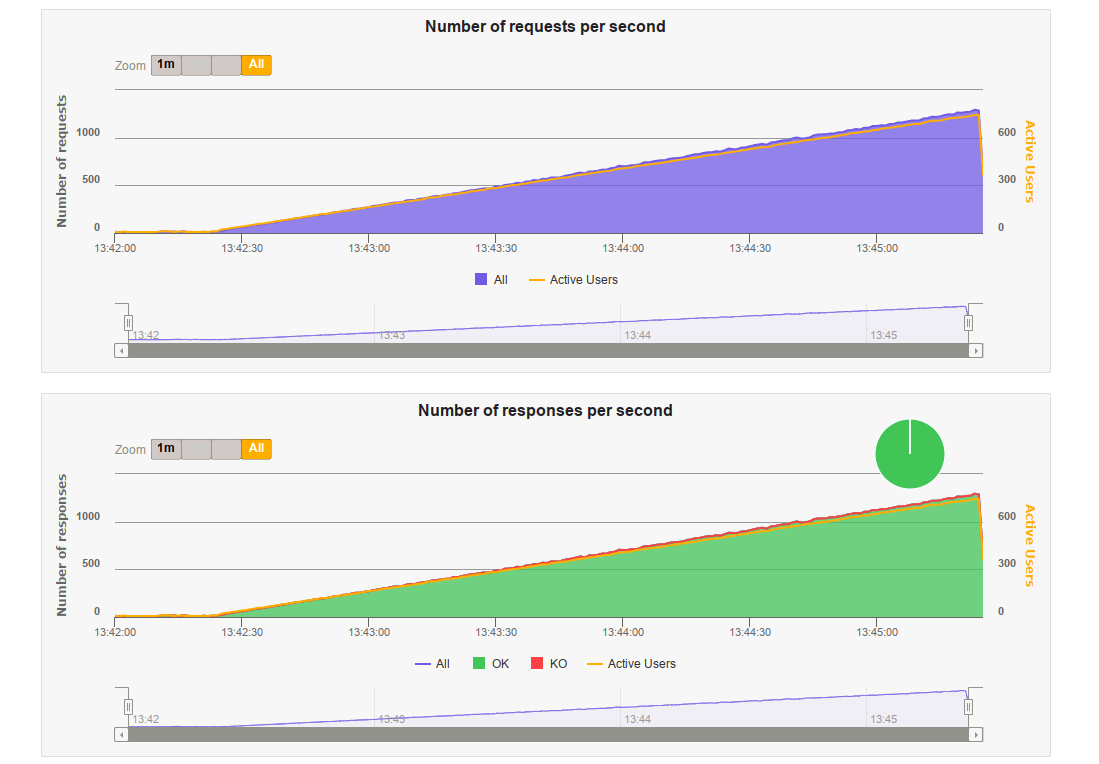 Number of requests per second
Zoom 1m All
Number of requests
1000
500
0
Active Users
600
300
0
13:42:00 13:42:30 13:43:00 13:43:30 13:44:00 13:44:30 13:45:00
All Active Users
13:42 13:43 13:44 13:45
Number of responses per second
Zoom 1m All
Number of responses
1000
500
0
Active Users
600
300
0
13:42:00 13:42:30 13:43:00 13:43:30 13:44:00 13:44:30 13:45:00
All OK KO Active Users
13:42 13:43 13:44 13:45